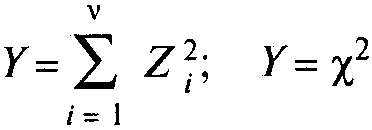 Y = ∑_{i = 1}^{ν} Z_i^2; Y = χ^2